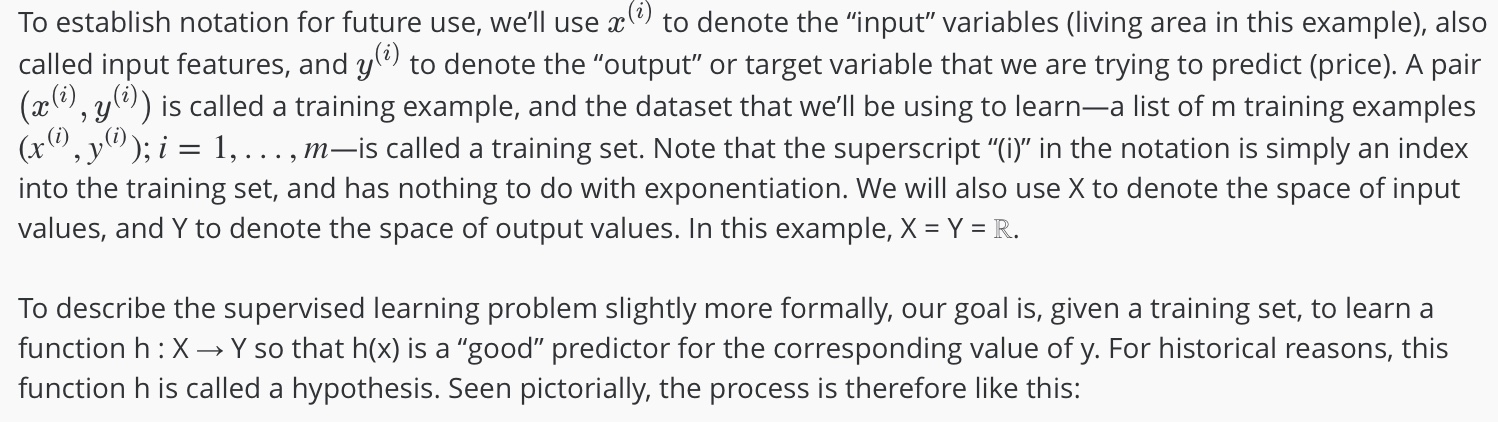 To establish notation for future use, we’ll use x⁽ⁱ⁾ to denote the “input” variables (living area in this example), also
called input features, and y⁽ⁱ⁾ to denote the “output” or target variable that we are trying to predict (price). A pair
(x⁽ⁱ⁾, y⁽ⁱ⁾) is called a training example, and the dataset that we’ll be using to learn—a list of m training examples
(x⁽ⁱ⁾, y⁽ⁱ⁾); i = 1, . . . , m—is called a training set. Note that the superscript “(i)” in the notation is simply an index
into the training set, and has nothing to do with exponentiation. We will also use X to denote the space of input
values, and Y to denote the space of output values. In this example, X = Y = ℝ.
To describe the supervised learning problem slightly more formally, our goal is, given a training set, to learn a
function h : X → Y so that h(x) is a “good” predictor for the corresponding value of y. For historical reasons, this
function h is called a hypothesis. Seen pictorially, the process is therefore like this: